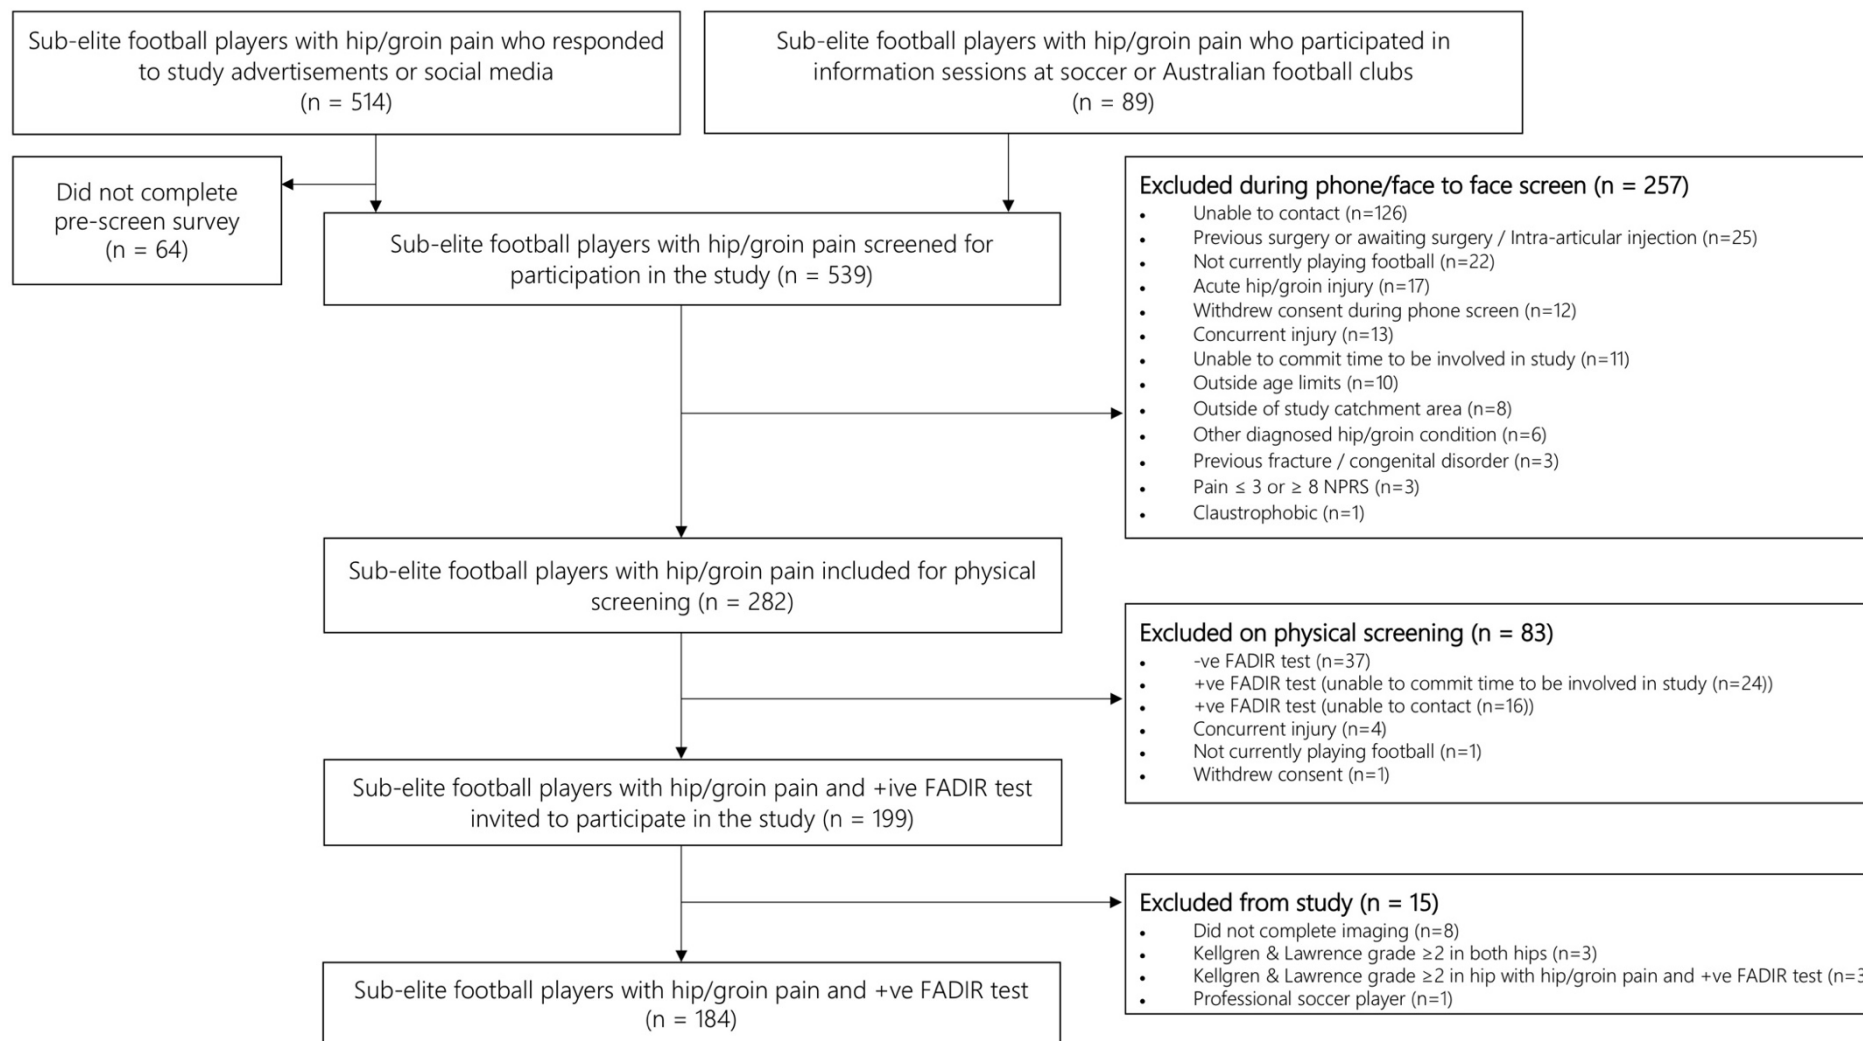 Sub-elite football players with hip/groin pain who responded
to study advertisements or social media
(n = 514)
Sub-elite football players with hip/groin pain who participated in
information sessions at soccer or Australian football clubs
(n = 89)
Did not complete
pre-screen survey
(n = 64)
Sub-elite football players with hip/groin pain screened for
participation in the study (n = 539)
Excluded during phone/face to face screen (n = 257)
• Unable to contact (n=126)
• Previous surgery or awaiting surgery / Intra-articular injection (n=25)
• Not currently playing football (n=22)
• Acute hip/groin injury (n=17)
• Withdrew consent during phone screen (n=12)
• Concurrent injury (n=13)
• Unable to commit time to be involved in study (n=11)
• Outside age limits (n=10)
• Outside of study catchment area (n=8)
• Other diagnosed hip/groin condition (n=6)
• Previous fracture / congenital disorder (n=3)
• Pain ≤ 3 or ≥ 8 NPRS (n=3)
• Claustrophobic (n=1)
Sub-elite football players with hip/groin pain included for physical
screening (n = 282)
Excluded on physical screening (n = 83)
• -ve FADIR test (n=37)
• +ve FADIR test (unable to commit time to be involved in study (n=24))
• +ve FADIR test (unable to contact (n=16))
• Concurrent injury (n=4)
• Not currently playing football (n=1)
• Withdrew consent (n=1)
Sub-elite football players with hip/groin pain and +ive FADIR test
invited to participate in the study (n = 199)
Excluded from study (n = 15)
• Did not complete imaging (n=8)
• Kellgren & Lawrence grade ≥2 in both hips (n=3)
• Kellgren & Lawrence grade ≥2 in hip with hip/groin pain and +ve FADIR test (n=3
• Professional soccer player (n=1)
Sub-elite football players with hip/groin pain and +ve FADIR test
(n = 184)